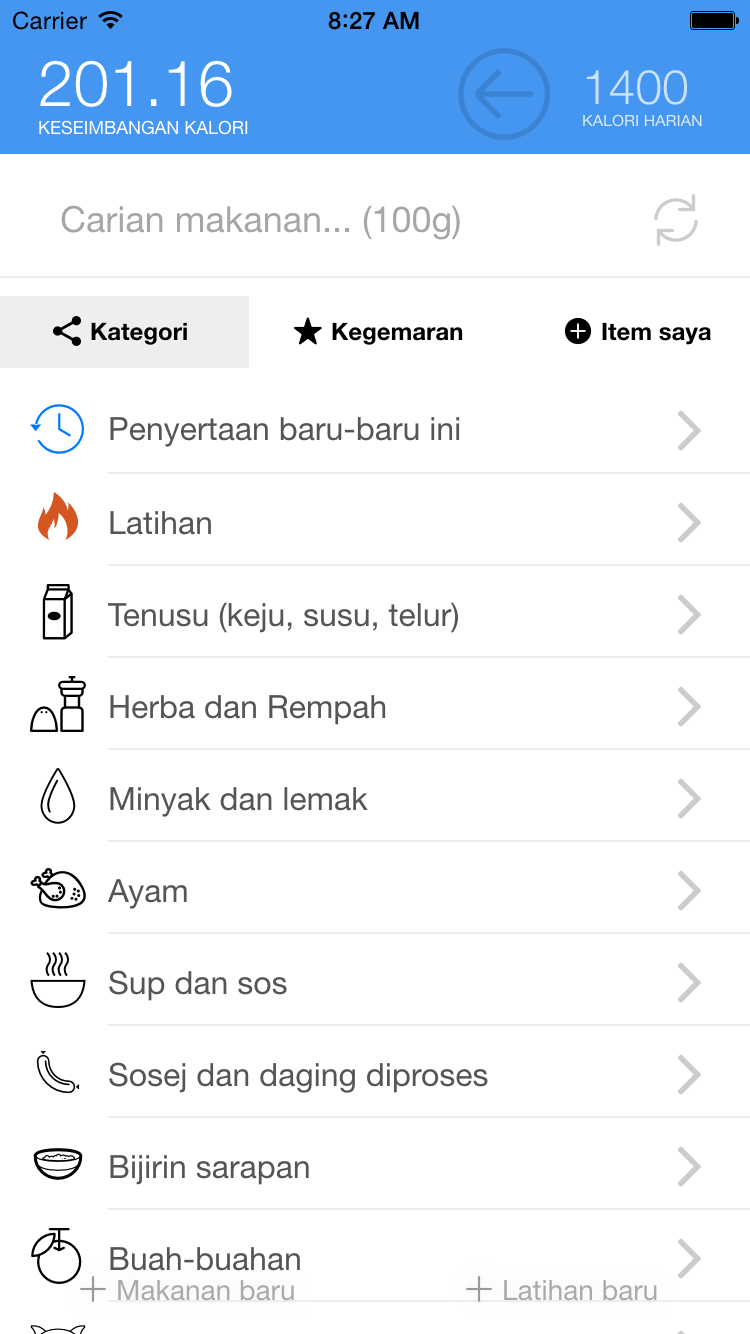 Carrier 8:27 AM
201.16 1400
KESEIMBANGAN KALORI KALORI HARIAN
Carian makanan... (100g)
Kategori Kegemaran Item saya
Penyertaan baru-baru ini
Latihan
Tenusu (keju, susu, telur)
Herba dan Rempah
Minyak dan lemak
Ayam
Sup dan sos
Sosej dan daging diproses
Bijirin sarapan
Buah-buahan
+ Makanan baru + Latihan baru